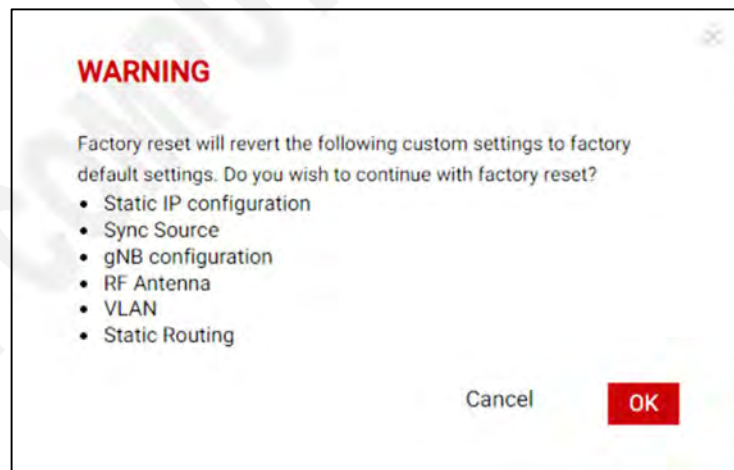 WARNING
Factory reset will revert the following custom settings to factory
default settings. Do you wish to continue with factory reset?
• Static IP configuration
• Sync Source
• gNB configuration
• RF Antenna
• VLAN
• Static Routing
Cancel OK